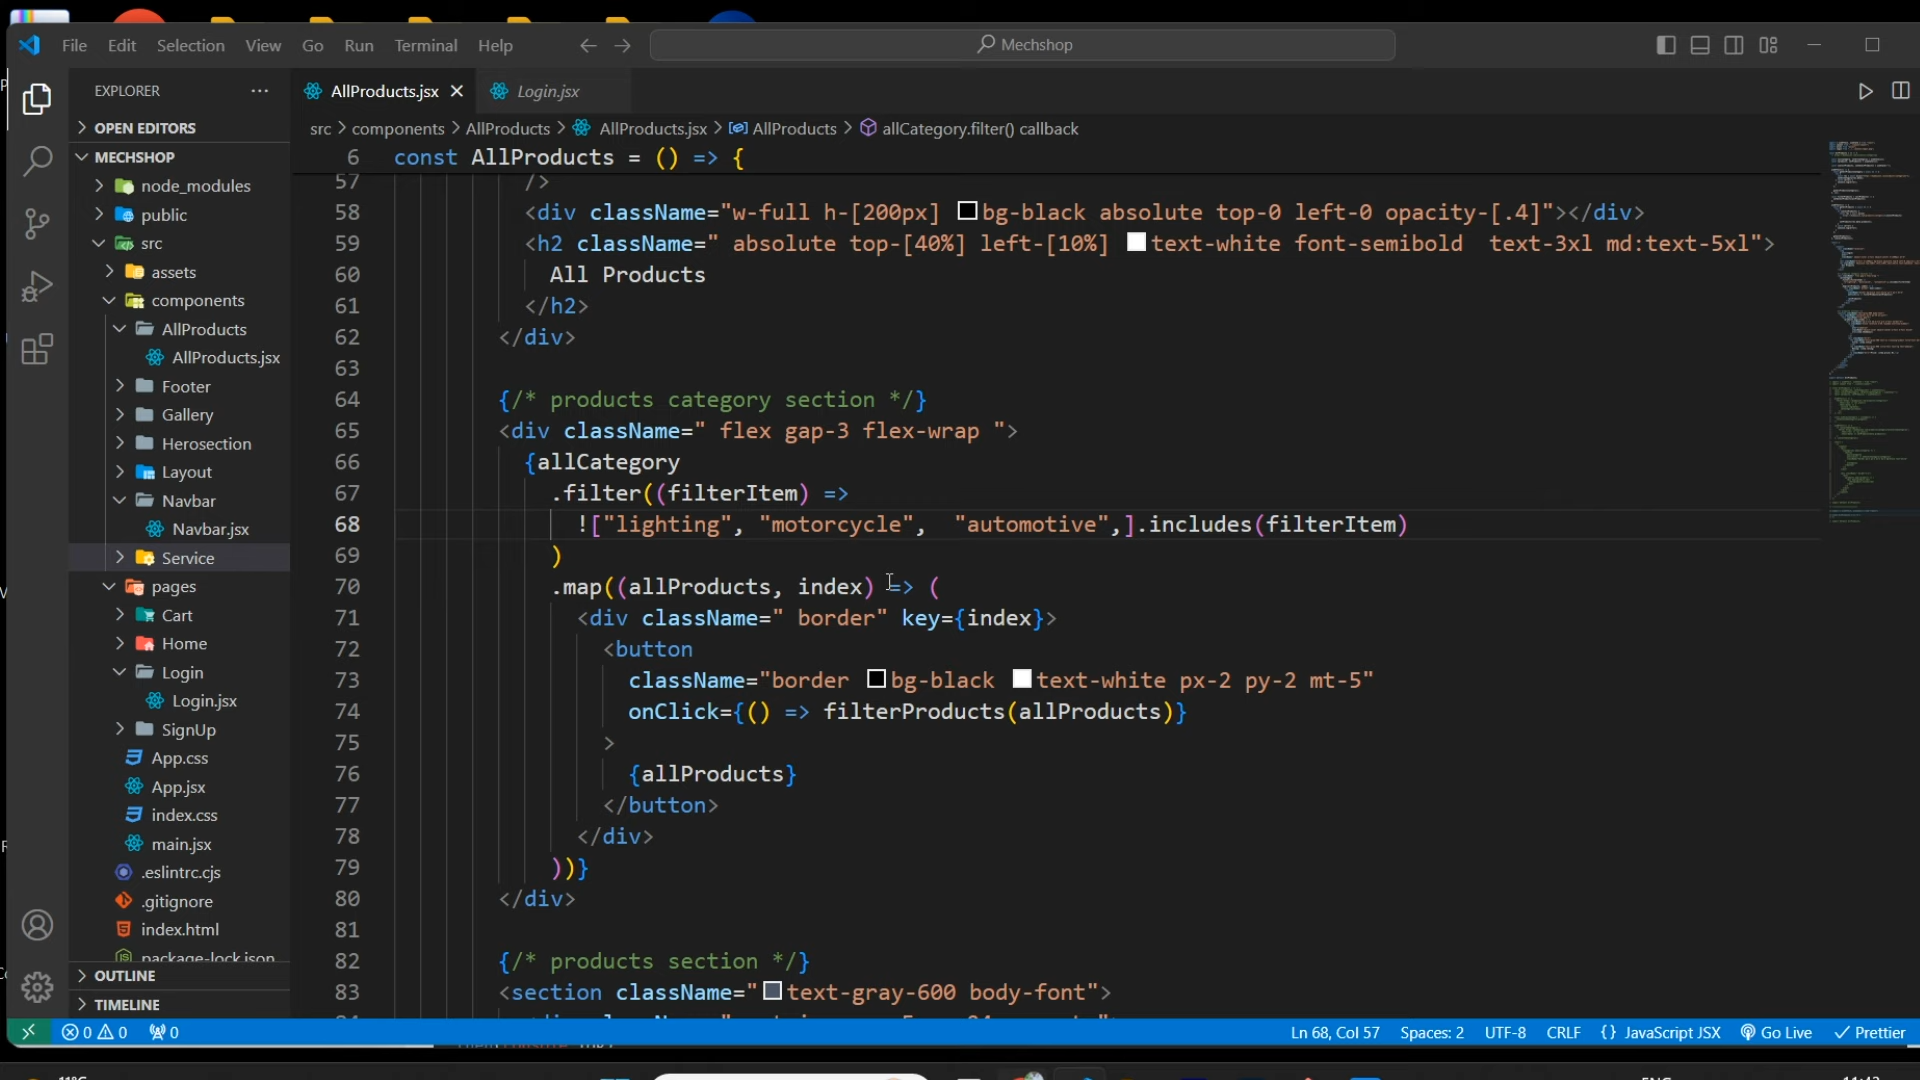 File Edit Selection View Go Run Terminal Help
Mechshop
EXPLORER
OPEN EDITORS
MECHSHOP
node_modules
public
src
assets
components
AllProducts
AllProducts.jsx
Footer
Gallery
Herosection
Layout
Navbar
Navbar.jsx
Service
pages
Cart
Home
Login
Login.jsx
SignUp
App.css
App.jsx
index.css
main.jsx
.eslintrc.cjs
.gitignore
index.html
package-lock.json
OUTLINE
TIMELINE
AllProducts.jsx Login.jsx
src > components > AllProducts > AllProducts.jsx > AllProducts > allCategory.filter() callback
6 const AllProducts = () => {
57 />
58 <div className="w-full h-[200px] bg-black absolute top-0 left-0 opacity-[.4]"></div>
59 <h2 className=" absolute top-[40%] left-[10%] text-white font-semibold  text-3xl md:text-5xl">
60 All Products
61 </h2>
62 </div>
63
64 {/* products category section */}
65 <div className=" flex gap-3 flex-wrap ">
66 {allCategory
67 .filter((filterItem) =>
68 !["lighting", "motorcycle",  "automotive",].includes(filterItem)
69 )
70 .map((allProducts, index) => (
71 <div className=" border" key={index}>
72 <button
73 className="border bg-black text-white px-2 py-2 mt-5"
74 onClick={() => filterProducts(allProducts)}
75 >
76 {allProducts}
77 </button>
78 </div>
79 ))}
80 </div>
81
82 {/* products section */}
83 <section className="text-gray-600 body-font">
0 0 0
Ln 68, Col 57 Spaces: 2 UTF-8 CRLF {} JavaScript JSX Go Live Prettier
11°C